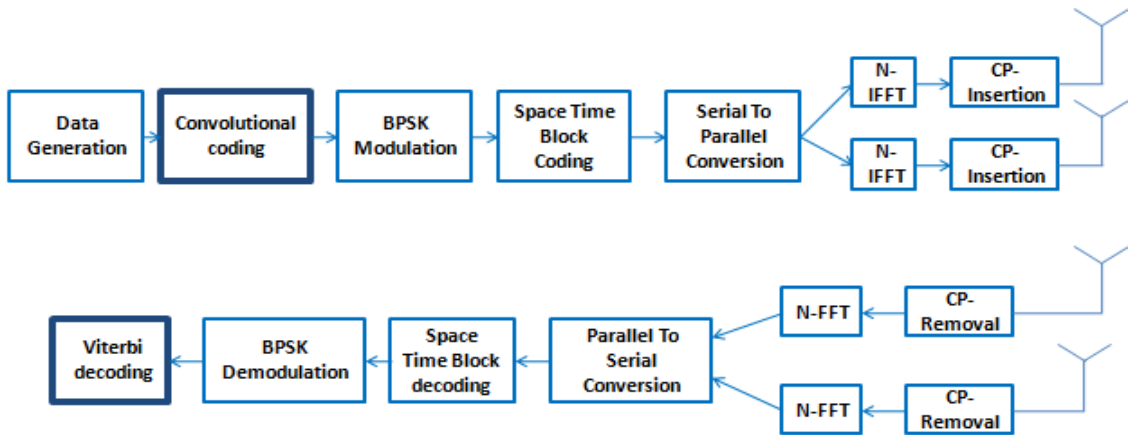 Data
Generation
Convolutional
coding
BPSK
Modulation
Space Time
Block
Coding
Serial To
Parallel
Conversion
N-
IFFT
CP-
Insertion
N-
IFFT
CP-
Insertion
Viterbi
decoding
BPSK
Demodulation
Space
Time Block
decoding
Parallel To
Serial
Conversion
N-FFT
CP-
Removal
N-FFT
CP-
Removal